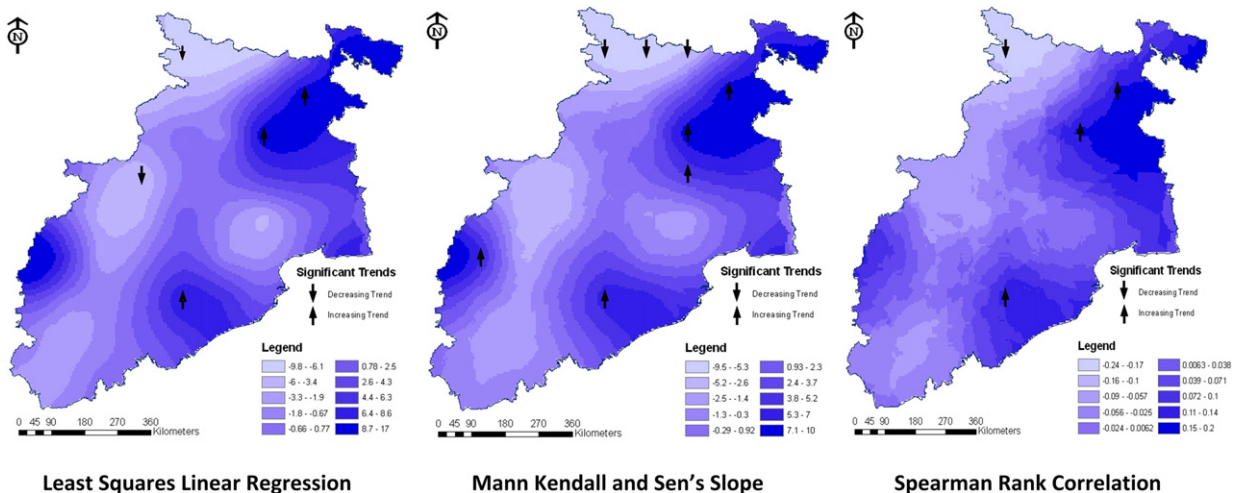 N
Significant Trends
Decreasing Trend
Increasing Trend
Legend
-9.8 - -6.1
-6 - -3.4
-3.3 - -1.9
-1.8 - -0.67
-0.66 - 0.77
0.78 - 2.5
2.6 - 4.3
4.4 - 6.3
6.4 - 8.6
8.7 - 17
0 45 90 180 270 360
Kilometers
Least Squares Linear Regression
N
Significant Trends
Decreasing Trend
Increasing Trend
Legend
-9.5 - -5.3
-5.2 - -2.6
-2.5 - -1.4
-1.3 - -0.3
-0.29 - 0.92
0.93 - 2.3
2.4 - 3.7
3.8 - 5.2
5.3 - 7
7.1 - 10
0 45 90 180 270 360
Kilometers
Mann Kendall and Sen's Slope
N
Significant Trends
Decreasing Trend
Increasing Trend
Legend
-0.24 - -0.17
-0.16 - -0.1
-0.09 - -0.057
-0.056 - -0.025
-0.024 - 0.0062
0.0063 - 0.038
0.039 - 0.071
0.072 - 0.1
0.11 - 0.14
0.15 - 0.2
0 45 90 180 270 360
Kilometers
Spearman Rank Correlation